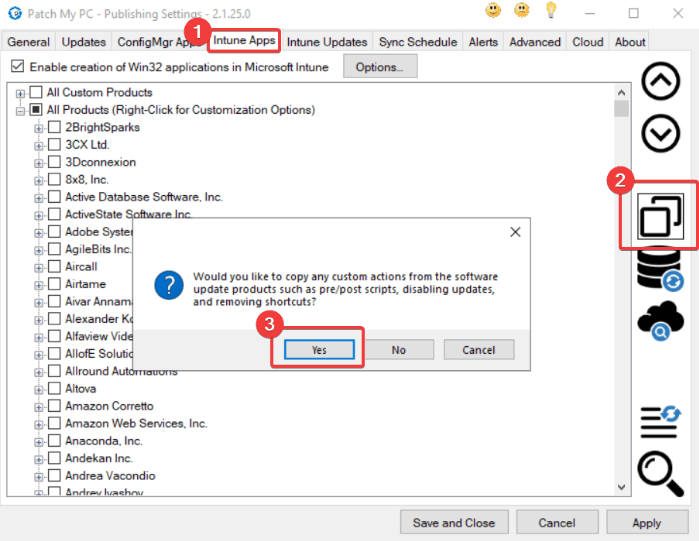 Patch My PC - Publishing Settings - 2.1.25.0
1
General Updates ConfigMgr Apps Intune Apps Intune Updates Sync Schedule Alerts Advanced Cloud About
Enable creation of Win32 applications in Microsoft Intune Options...
All Custom Products
All Products (Right-Click for Customization Options)
2BrightSparks
3CX Ltd.
3Dconnexion
8x8, Inc.
2
Active Database Software, Inc.
ActiveState Software Inc.
Adobe Syste
AgileBits Inc.
Aircall
Airtame
Aivar Annam
Alexander Ko
Alfaview Vide
AllofE Solutio
Allround Automations
Altova
Amazon Corretto
Amazon Web Services, Inc.
Anaconda, Inc.
Andekan Inc.
Andrea Vacondio
Andrey Ivashov
Would you like to copy any custom actions from the software
update products such as pre/post scripts, disabling updates,
and removing shortcuts?
3
Yes No Cancel
Save and Close Cancel Apply